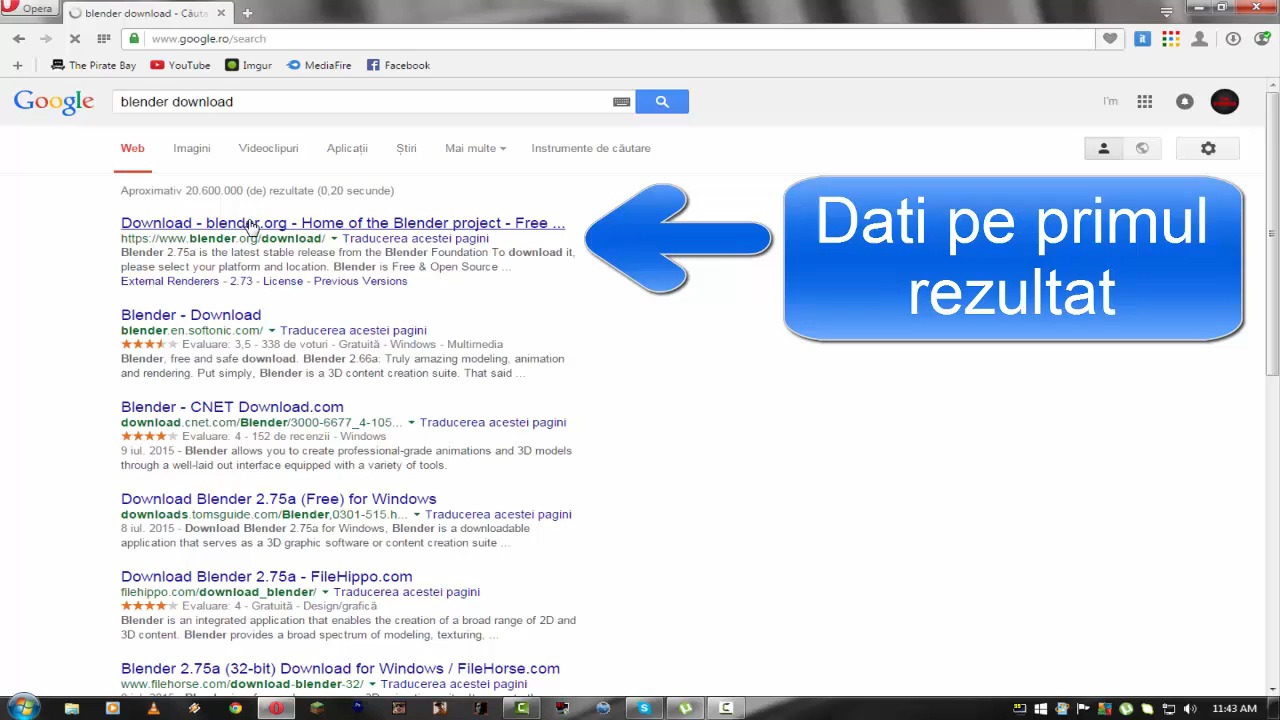 Opera
blender download - Căuta
www.google.ro/search
The Pirate Bay
YouTube
Imgur
MediaFire
Facebook
Google
blender download
I'm
Web
Imagini
Videoclipuri
Aplicații
Știri
Mai multe
Instrumente de căutare
Aproximativ 20.600.000 (de) rezultate (0,20 secunde)
Download - blender.org - Home of the Blender project - Free ...
https://www.blender.org/download/ Traducerea acestei pagini
Blender 2.75a is the latest stable release from the Blender Foundation To download it,
please select your platform and location. Blender is Free & Open Source ...
External Renderers - 2.73 - License - Previous Versions
Dati pe primul
rezultat
Blender - Download
blender.en.softonic.com/ Traducerea acestei pagini
Evaluare: 3,5 - 338 de voturi - Gratuită - Windows - Multimedia
Blender, free and safe download. Blender 2.66a: Truly amazing modeling, animation
and rendering. Put simply, Blender is a 3D content creation suite. That said ...
Blender - CNET Download.com
download.cnet.com/Blender/3000-6677_4-105... Traducerea acestei pagini
Evaluare: 4 - 152 de recenzii - Windows
9 iul. 2015 - Blender allows you to create professional-grade animations and 3D models
through a well-laid out interface equipped with a variety of tools.
Download Blender 2.75a (Free) for Windows
downloads.tomsguide.com/Blender,0301-515.h... Traducerea acestei pagini
8 iul. 2015 - Download Blender 2.75a for Windows, Blender is a downloadable
application that serves as a 3D graphic software or content creation suite ...
Download Blender 2.75a - FileHippo.com
filehippo.com/download_blender/ Traducerea acestei pagini
Evaluare: 4 - Gratuită - Design/grafică
Blender is an integrated application that enables the creation of a broad range of 2D and
3D content. Blender provides a broad spectrum of modeling, texturing, ...
Blender 2.75a (32-bit) Download for Windows / FileHorse.com
www.filehorse.com/download-blender-32/ Traducerea acestei pagini
11:43 AM